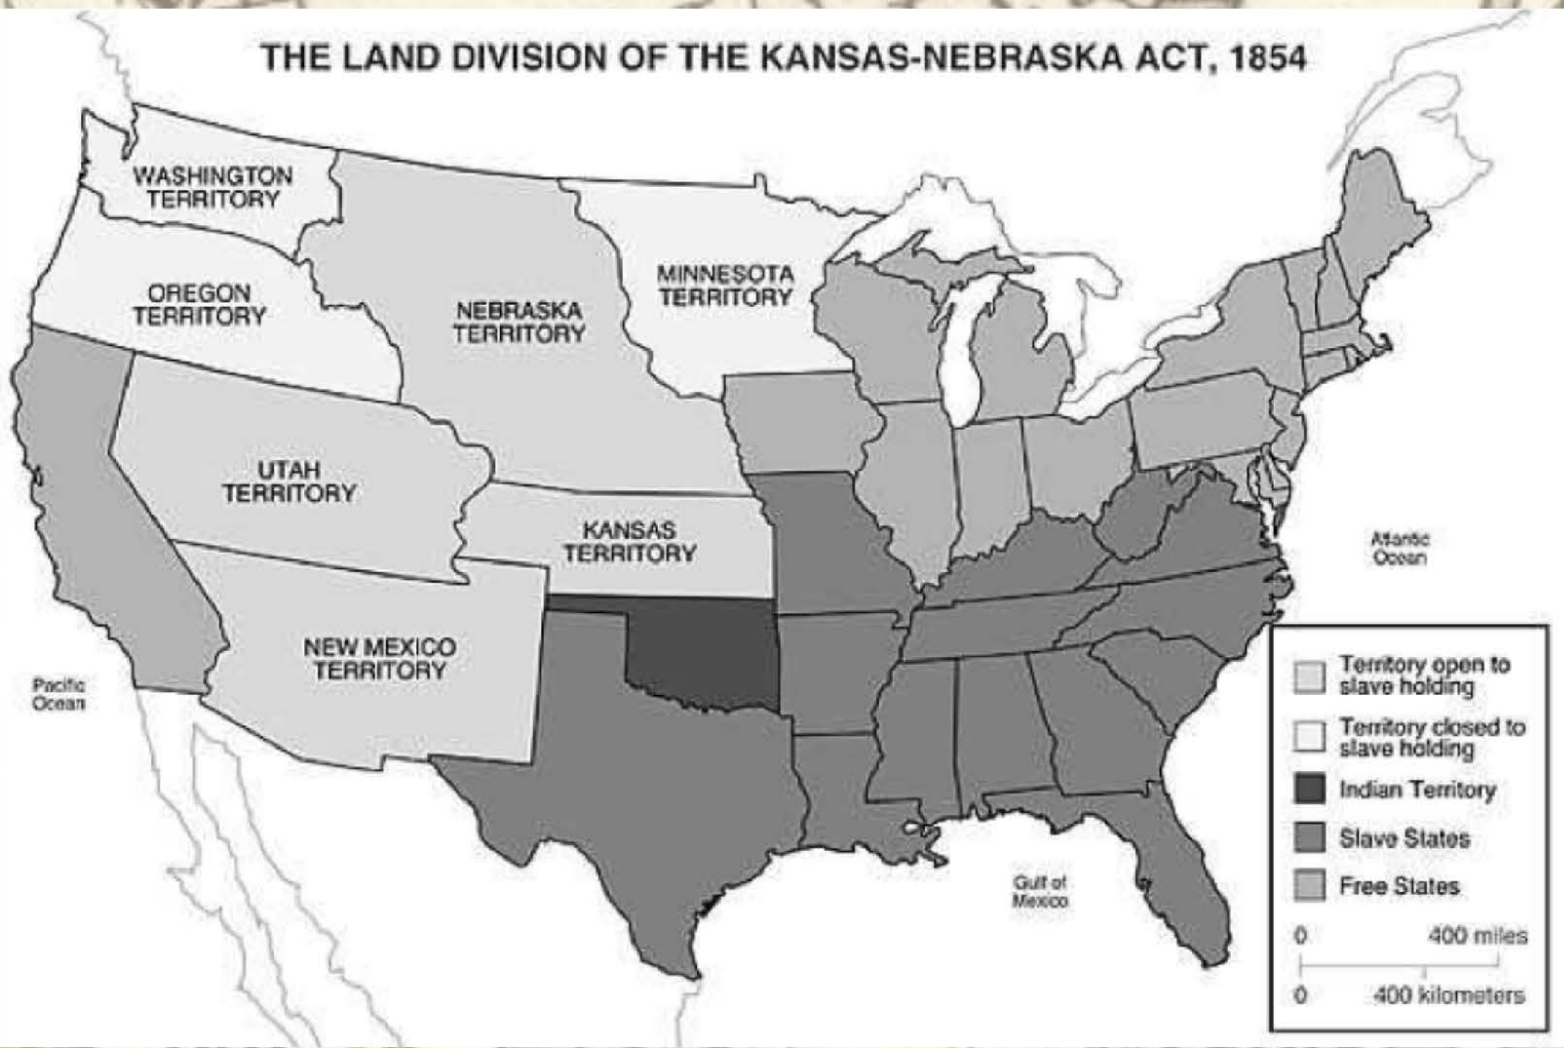 THE LAND DIVISION OF THE KANSAS-NEBRASKA ACT, 1854
WASHINGTON
TERRITORY
OREGON
TERRITORY
NEBRASKA
TERRITORY
MINNESOTA
TERRITORY
UTAH
TERRITORY
KANSAS
TERRITORY
NEW MEXICO
TERRITORY
Pacific
Ocean
Atlantic
Ocean
Gulf of
Mexico
Territory open to
slave holding
Territory closed to
slave holding
Indian Territory
Slave States
Free States
0 400 miles
0 400 kilometers